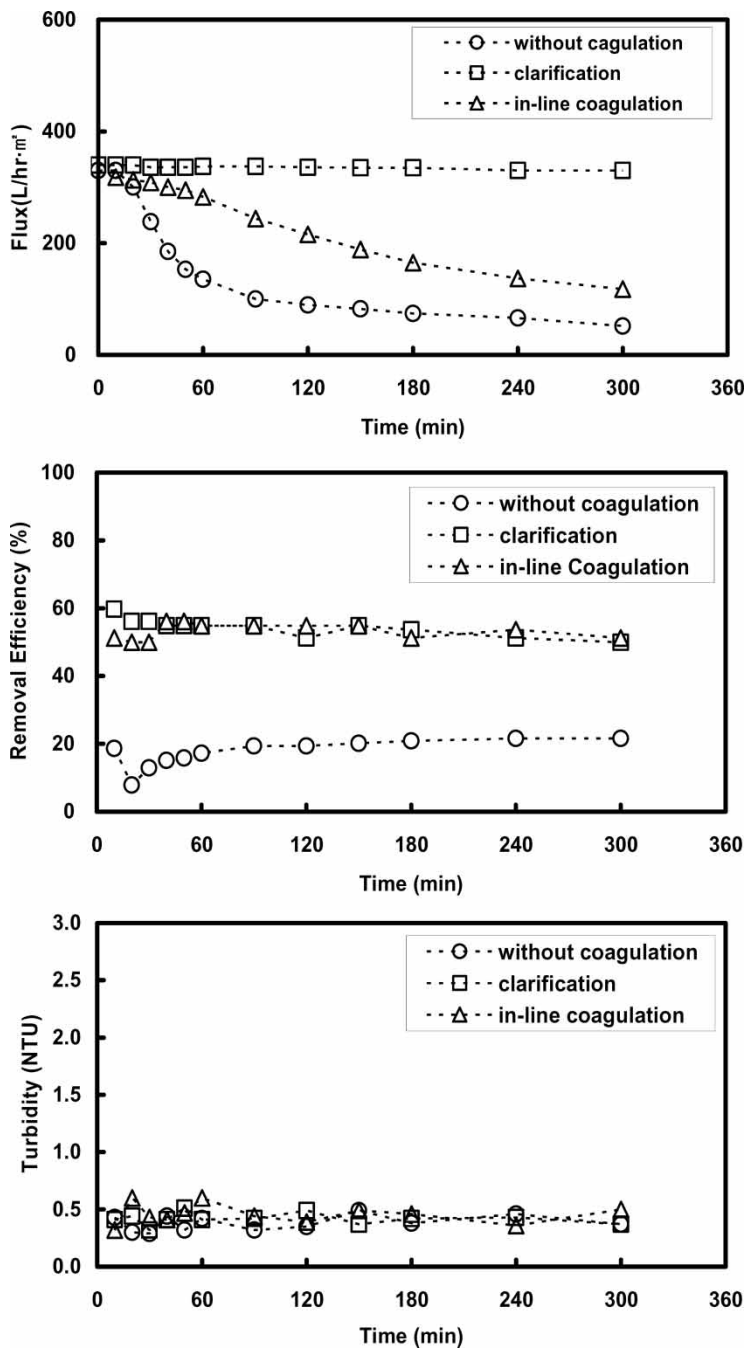 600
400
200
0
Flux(L/hr·㎡)
without cagulation
clarification
in-line coagulation
0 60 120 180 240 300 360
Time (min)
100
80
60
40
20
0
Removal Efficiency (%)
without coagulation
clarification
in-line Coagulation
0 60 120 180 240 300 360
Time (min)
3.0
2.5
2.0
1.5
1.0
0.5
0.0
Turbidity (NTU)
without coagulation
clarification
in-line coagulation
0 60 120 180 240 300 360
Time (min)